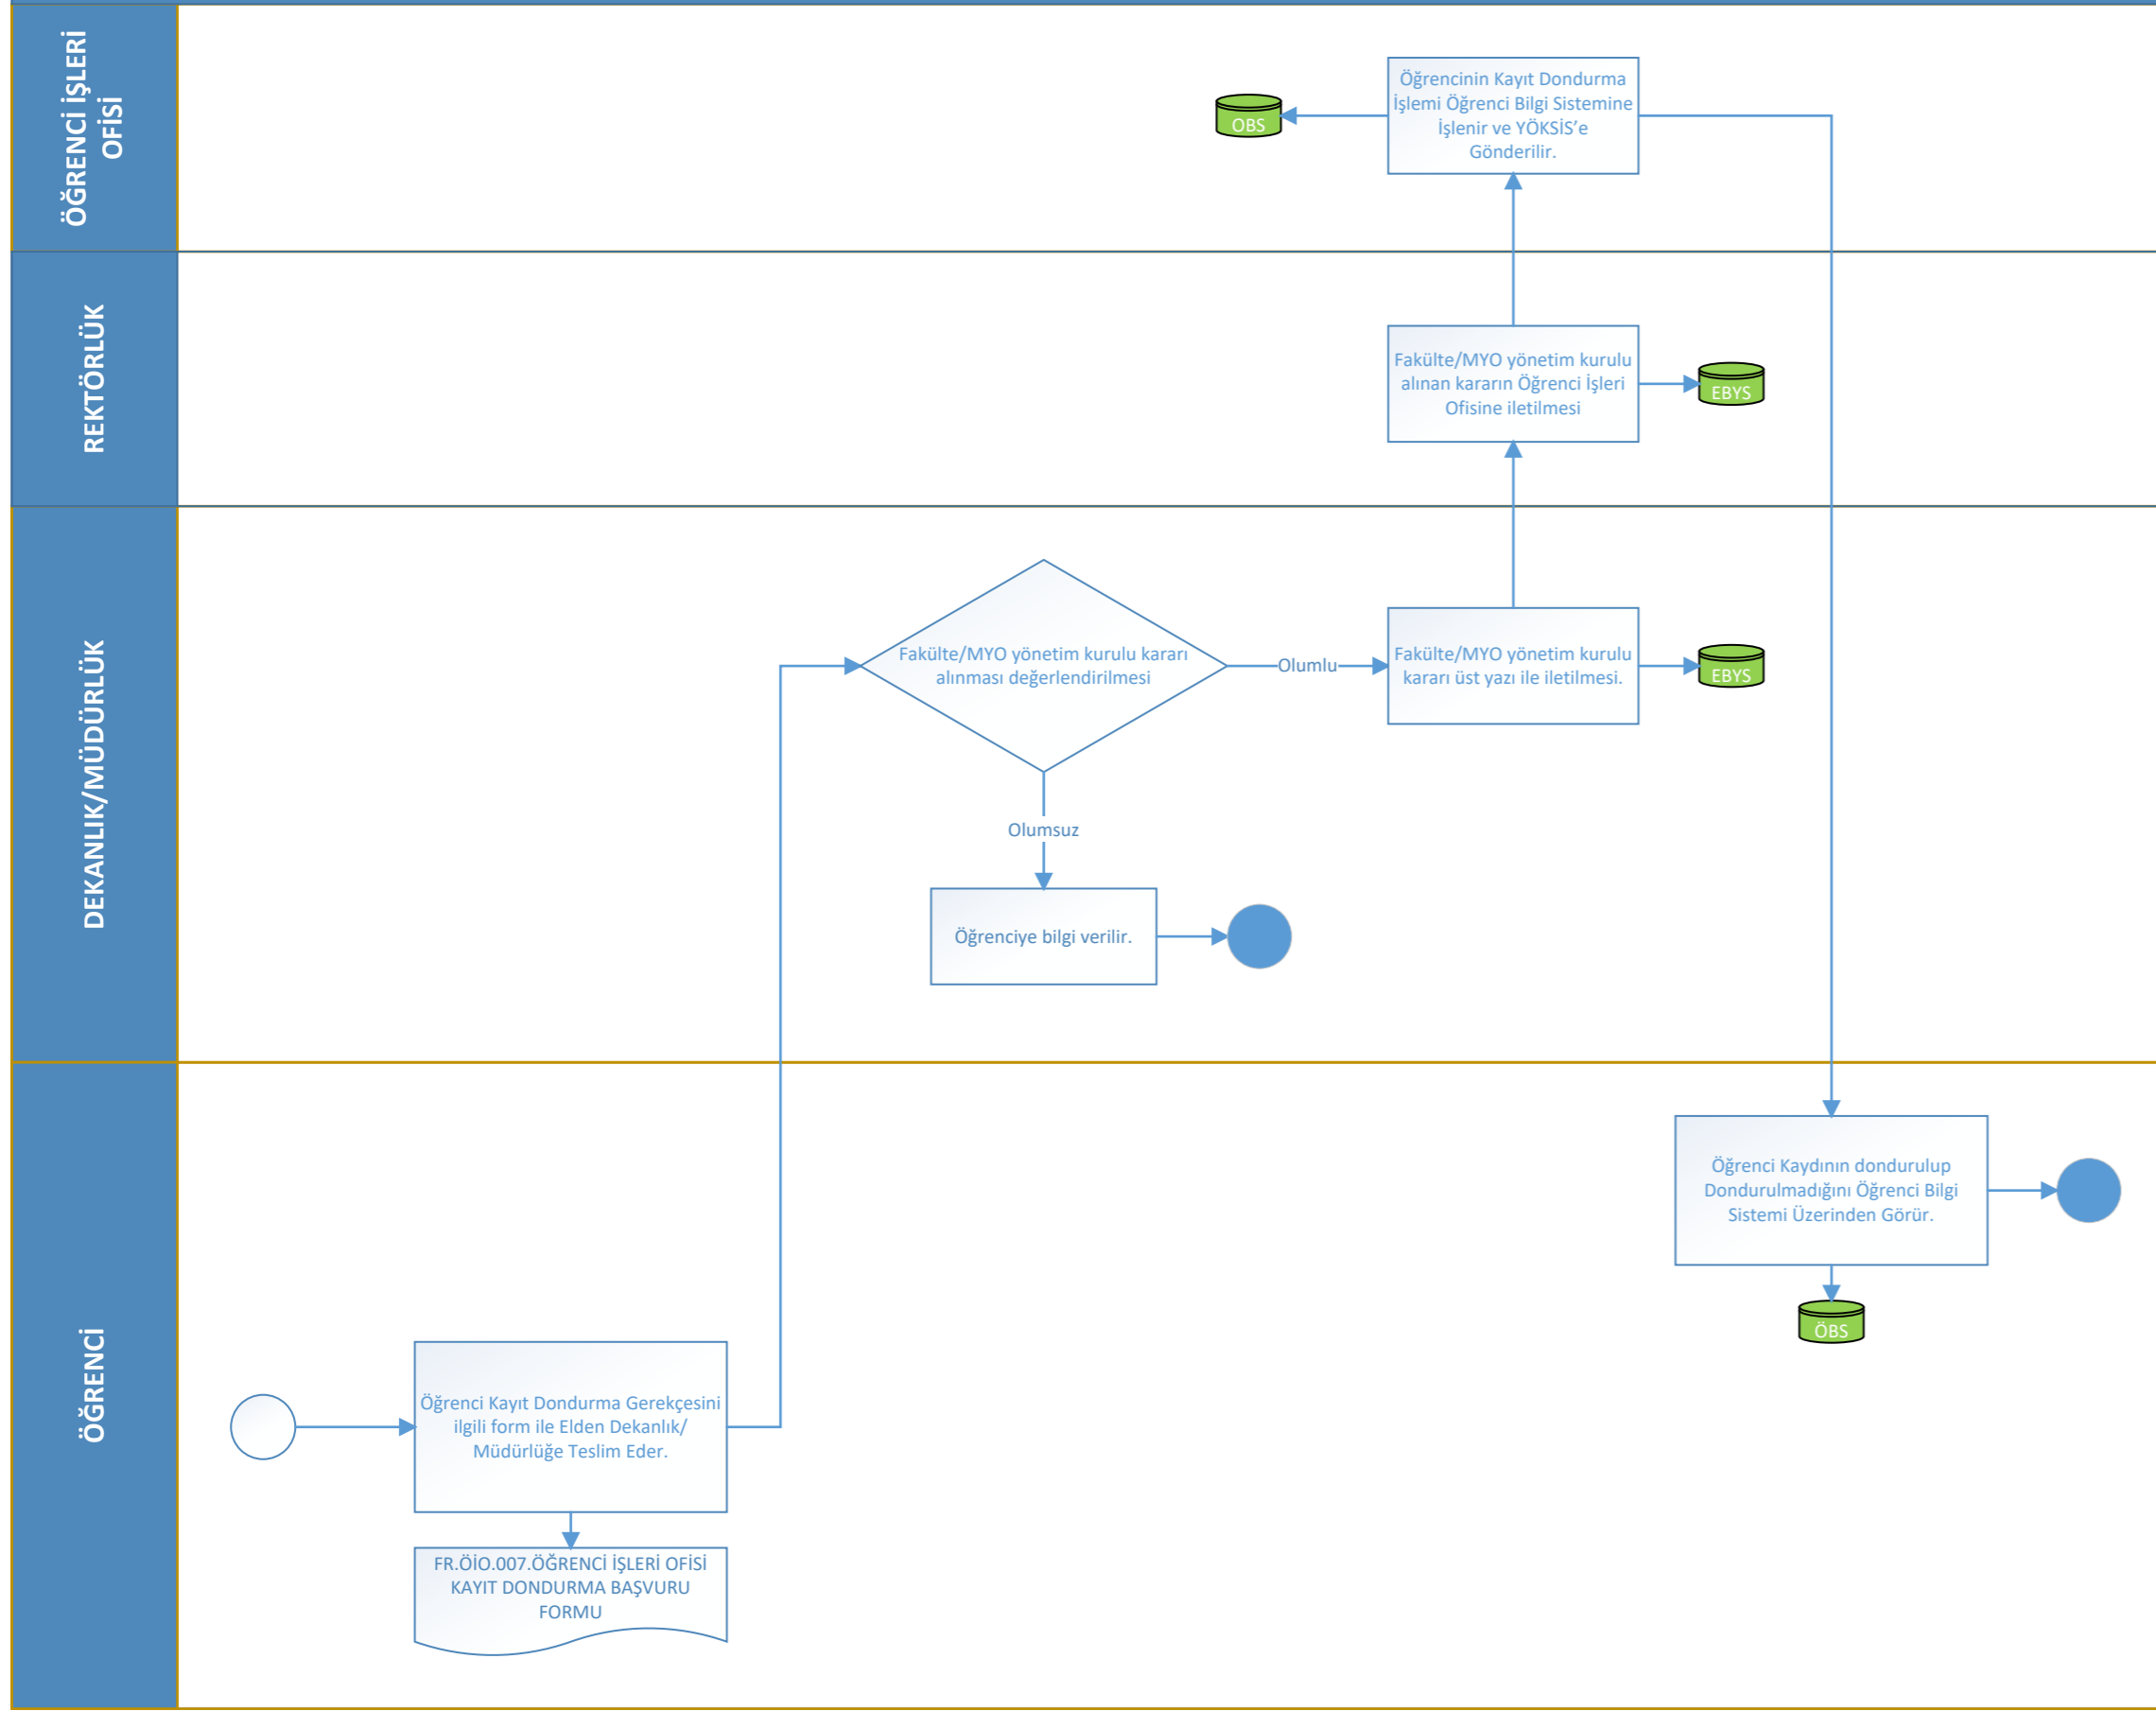 ÖĞRENCİ İŞLERİ
OFİSİ
Öğrencinin Kayıt Dondurma
İşlemi Öğrenci Bilgi Sistemine
İşlenir ve YÖKSİS’e
Gönderilir.
OBS
REKTÖRLÜK
Fakülte/MYO yönetim kurulu
alınan kararın Öğrenci İşleri
Ofisine iletilmesi
EBYS
DEKANLIK/MÜDÜRLÜK
Fakülte/MYO yönetim kurulu kararı
alınması değerlendirilmesi
Olumlu
Fakülte/MYO yönetim kurulu
kararı üst yazı ile iletilmesi.
EBYS
Olumsuz
Öğrenciye bilgi verilir.
ÖĞRENCİ
Öğrenci Kaydının dondurulup
Dondurulmadığını Öğrenci Bilgi
Sistemi Üzerinden Görür.
ÖBS
Öğrenci Kayıt Dondurma Gerekçesini
ilgili form ile Elden Dekanlık/
Müdürlüğe Teslim Eder.
FR.ÖİO.007.ÖĞRENCİ İŞLERİ OFİSİ
KAYIT DONDURMA BAŞVURU
FORMU